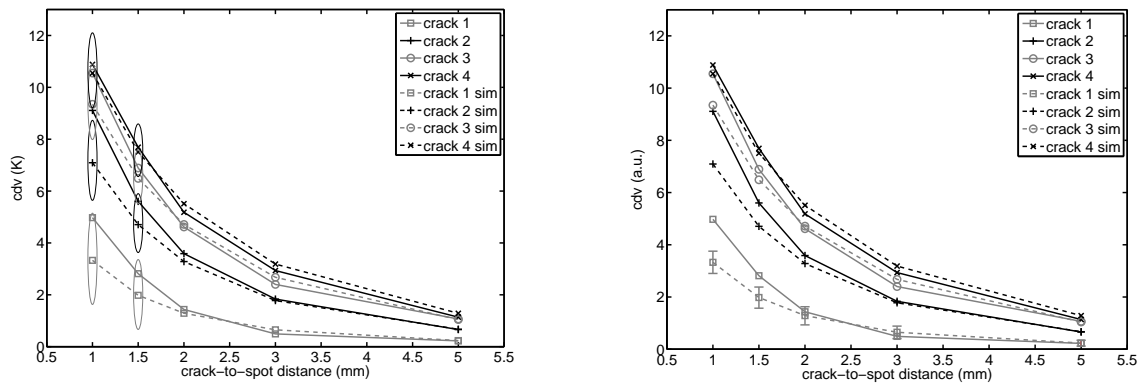 12
10
8
6
4
2
0
cdv (K)
0.5 1 1.5 2 2.5 3 3.5 4 4.5 5 5.5
crack−to−spot distance (mm)
crack 1
crack 2
crack 3
crack 4
crack 1 sim
crack 2 sim
crack 3 sim
crack 4 sim
12
10
8
6
4
2
0
cdv (a.u.)
0.5 1 1.5 2 2.5 3 3.5 4 4.5 5 5.5
crack−to−spot distance (mm)
crack 1
crack 2
crack 3
crack 4
crack 1 sim
crack 2 sim
crack 3 sim
crack 4 sim